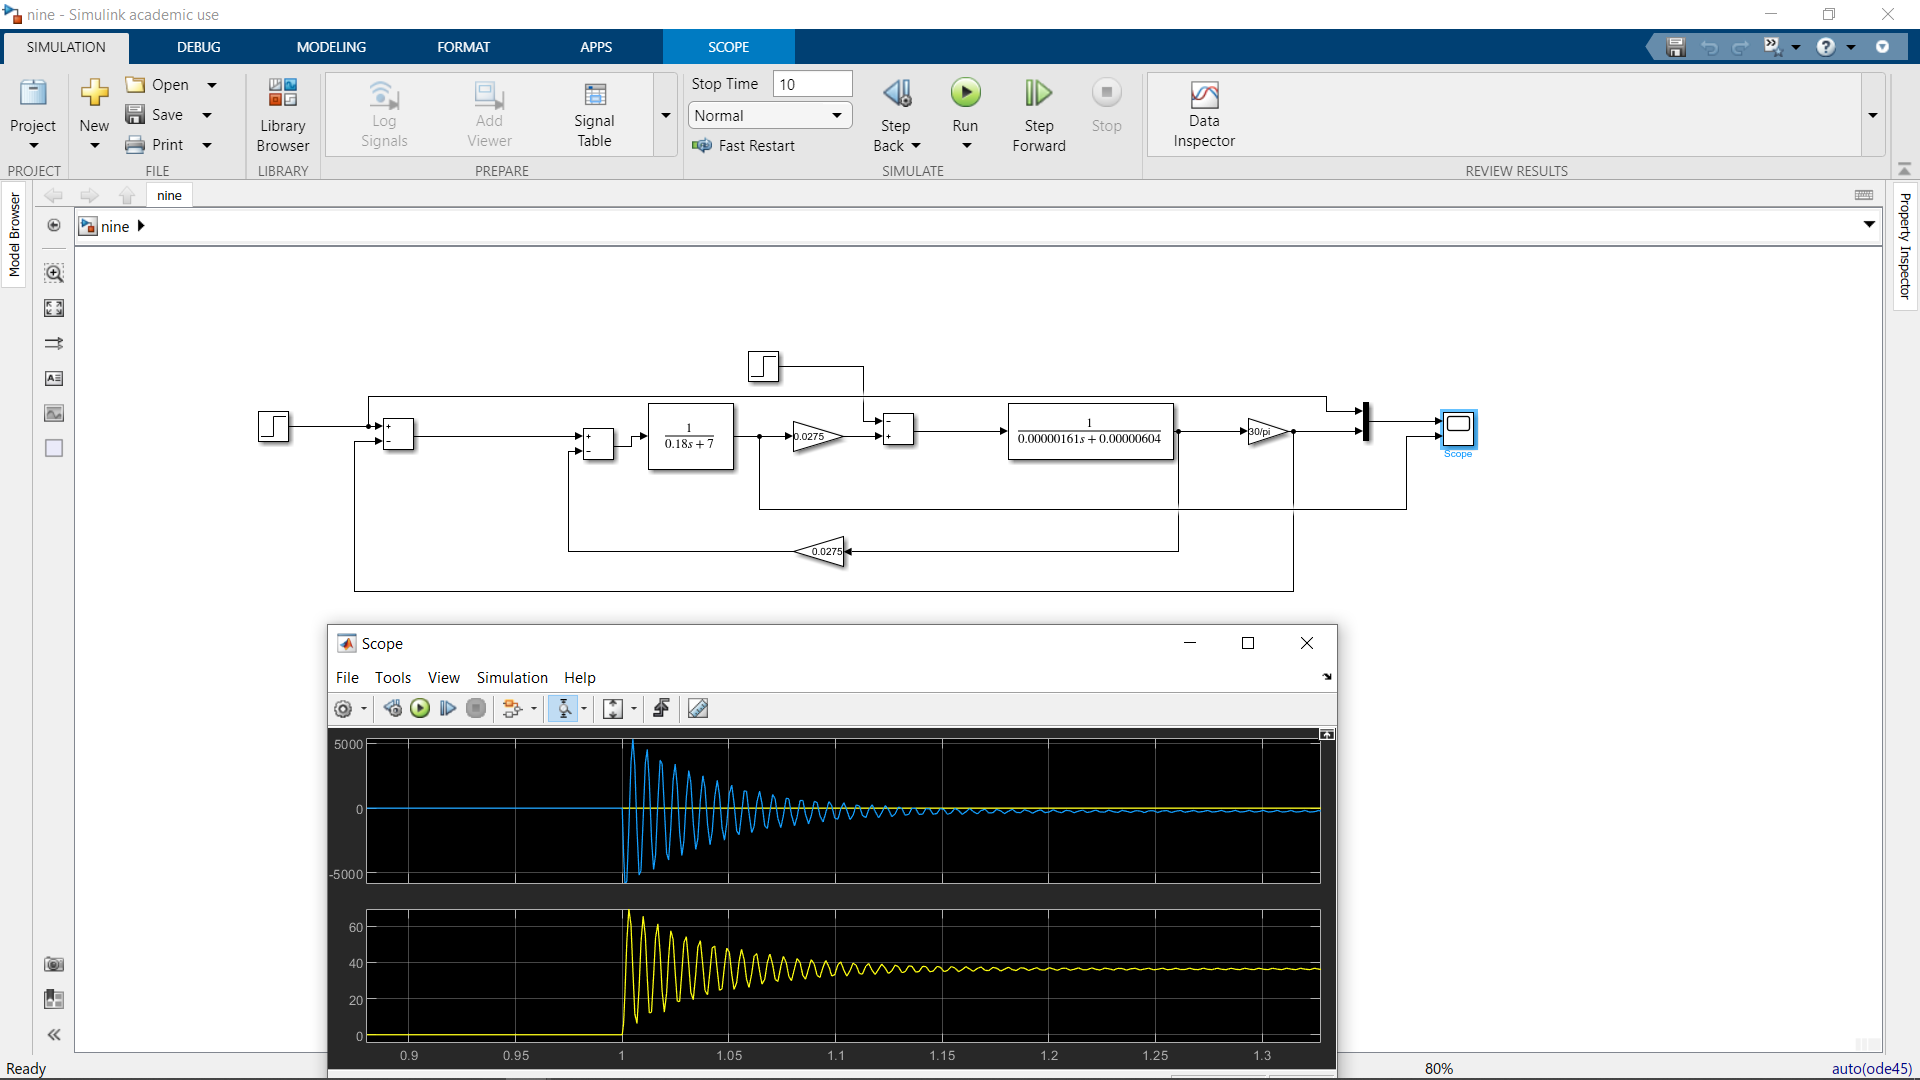 nine - Simulink academic use
SIMULATION DEBUG MODELING FORMAT APPS SCOPE
Project
PROJECT
New
Open
Save
Print
FILE
Library
Browser
LIBRARY
Log
Signals
Add
Viewer
Signal
Table
PREPARE
Stop Time 10
Normal
Fast Restart
Step
Back
Run
Step
Forward
Stop
SIMULATE
Data
Inspector
REVIEW RESULTS
Model Browser
Property Inspector
nine
nine
1
0.18s + 7
0.0275
1
0.00000161s + 0.00000604
30/pi
Scope
0.0275
Scope
File Tools View Simulation Help
5000
0
-5000
60
40
20
0
0.9 0.95 1 1.05 1.1 1.15 1.2 1.25 1.3
Ready 80% auto(ode45)